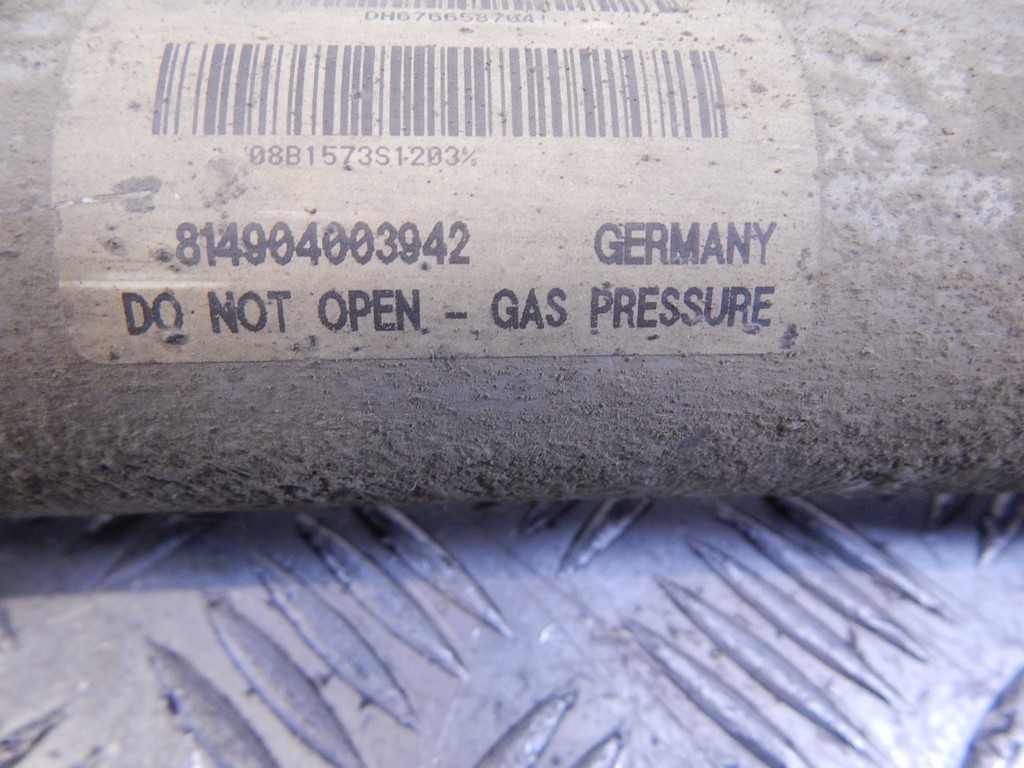 DH676658704
08B1573S1203%
814904003942 GERMANY
DO NOT OPEN - GAS PRESSURE